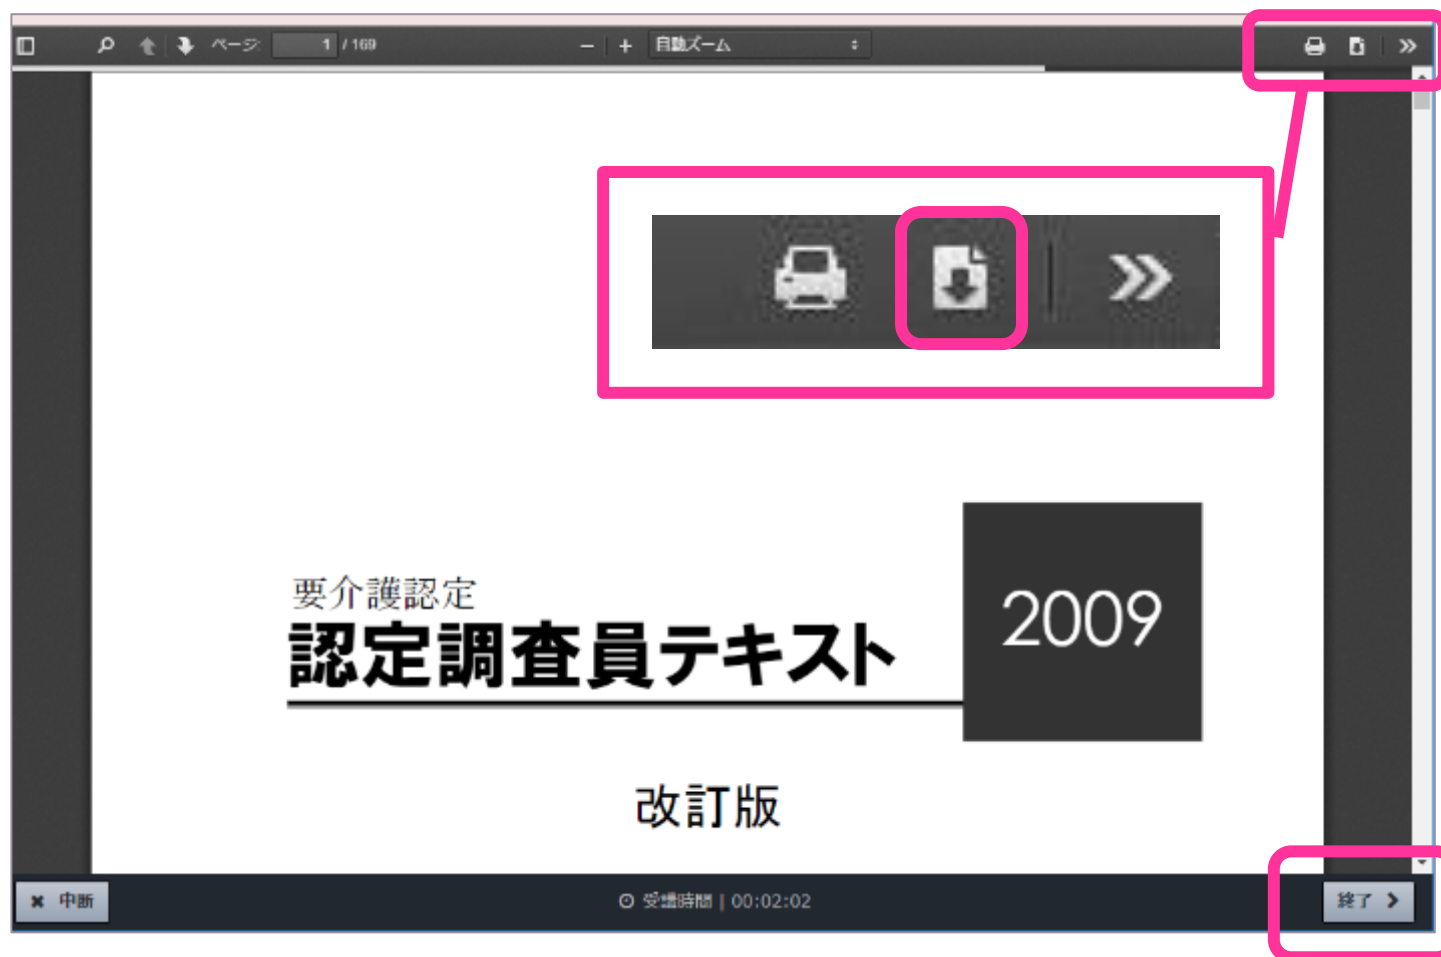 ページ: 1 / 169
自動ズーム
要介護認定
認定調査員テキスト
2009
改訂版
中断
受講時間 | 00:02:02
終了